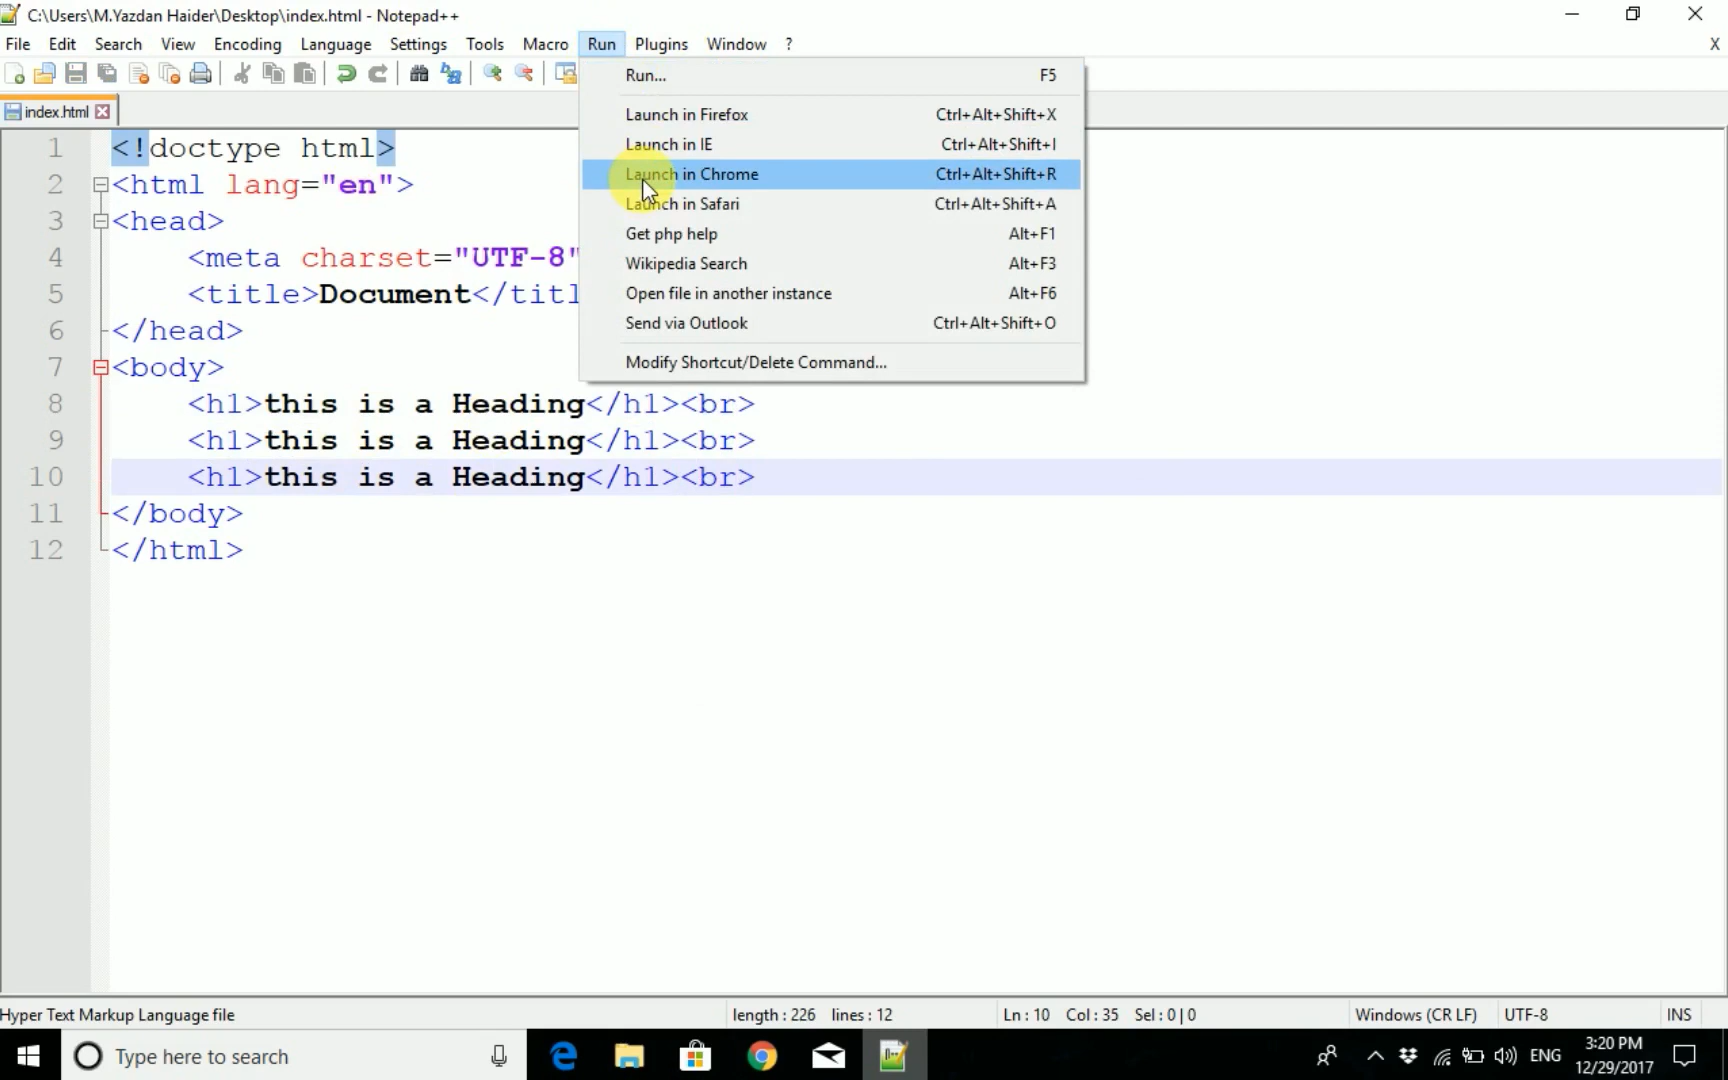 C:\Users\M.Yazdan Haider\Desktop\index.html - Notepad++
File Edit Search View Encoding Language Settings Tools Macro Run Plugins Window ? X
Run... F5
index.html
Launch in Firefox Ctrl+Alt+Shift+X
Launch in IE Ctrl+Alt+Shift+I
Launch in Chrome Ctrl+Alt+Shift+R
Launch in Safari Ctrl+Alt+Shift+A
Get php help Alt+F1
Wikipedia Search Alt+F3
Open file in another instance Alt+F6
Send via Outlook Ctrl+Alt+Shift+O
Modify Shortcut/Delete Command...
1 <!doctype html>
2 <html lang="en">
3 <head>
4 <meta charset="UTF-8"
5 <title>Document</titl
6 </head>
7 <body>
8 <h1>this is a Heading</h1><br>
9 <h1>this is a Heading</h1><br>
10 <h1>this is a Heading</h1><br>
11 </body>
12 </html>
Hyper Text Markup Language file length : 226 lines : 12 Ln : 10 Col : 35 Sel : 0 | 0 Windows (CR LF) UTF-8 INS
Type here to search ENG 3:20 PM
12/29/2017